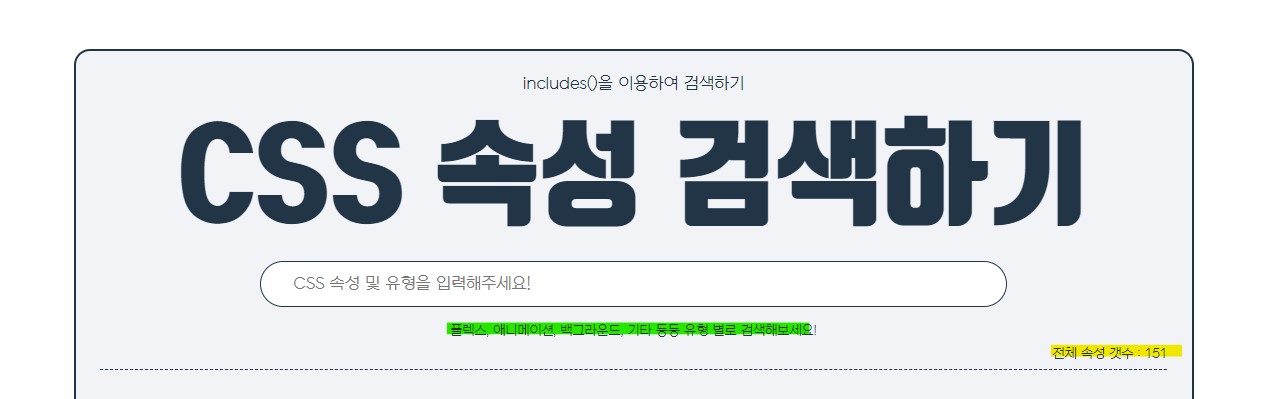 includes()을 이용하여 검색하기
CSS 속성 검색하기
CSS 속성 및 유형을 입력해주세요!
플렉스, 애니메이션, 백그라운드, 기타 등등 유형 별로 검색해보세요!
전체 속성 갯수 : 151